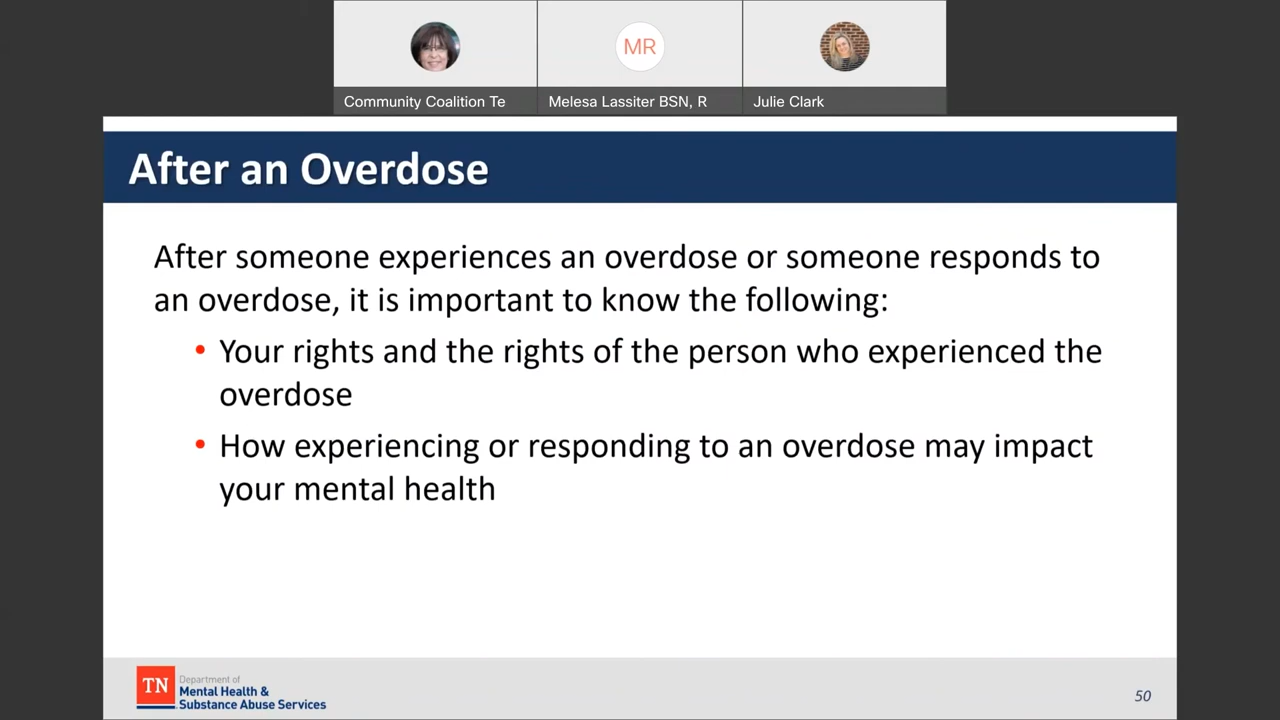 MR
Community Coalition Te
Melesa Lassiter BSN, R
Julie Clark
After an Overdose
After someone experiences an overdose or someone responds to
an overdose, it is important to know the following:
• Your rights and the rights of the person who experienced the
overdose
• How experiencing or responding to an overdose may impact
your mental health
TN
Department of
Mental Health &
Substance Abuse Services
50